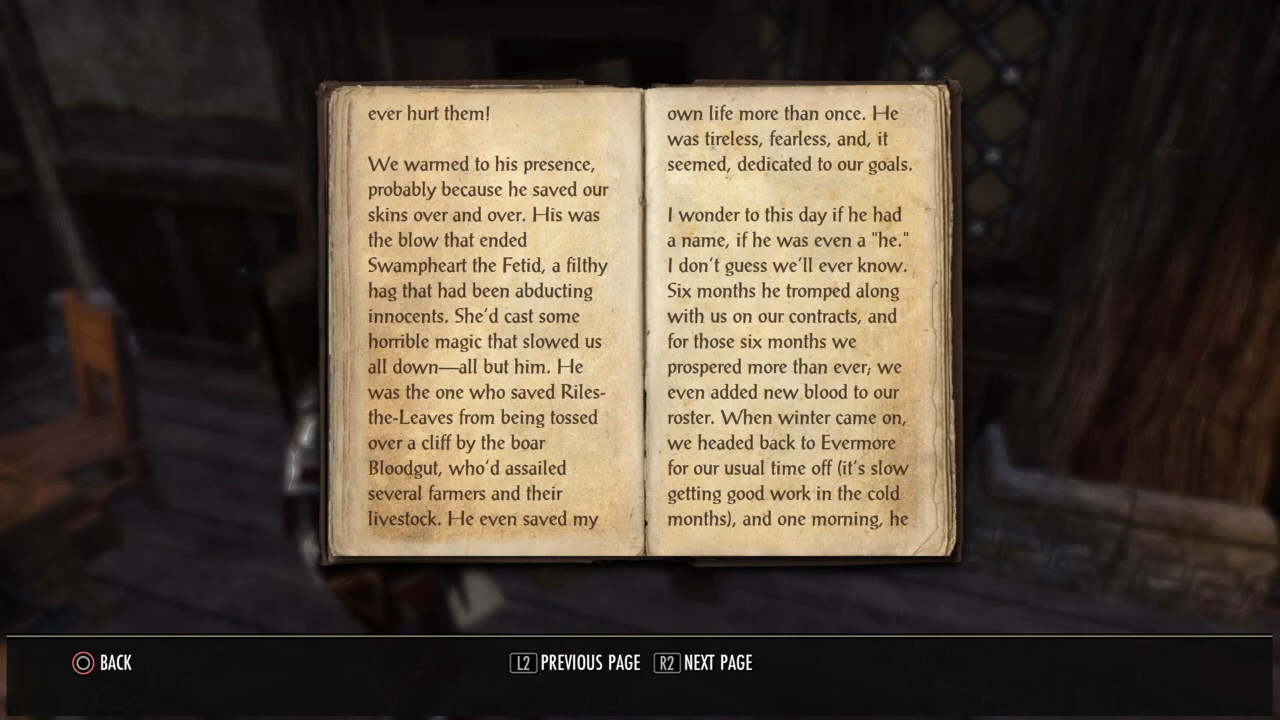 ever hurt them!
We warmed to his presence,
probably because he saved our
skins over and over. His was
the blow that ended
Swampheart the Fetid, a filthy
hag that had been abducting
innocents. She'd cast some
horrible magic that slowed us
all down—all but him. He
was the one who saved Riles-
the-Leaves from being tossed
over a cliff by the boar
Bloodgut, who'd assailed
several farmers and their
livestock. He even saved my
own life more than once. He
was tireless, fearless, and, it
seemed, dedicated to our goals.
I wonder to this day if he had
a name, if he was even a "he."
I don't guess we'll ever know.
Six months he tromped along
with us on our contracts, and
for those six months we
prospered more than ever; we
even added new blood to our
roster. When winter came on,
we headed back to Evermore
for our usual time off (it's slow
getting good work in the cold
months), and one morning, he
BACK
L2 PREVIOUS PAGE R2 NEXT PAGE